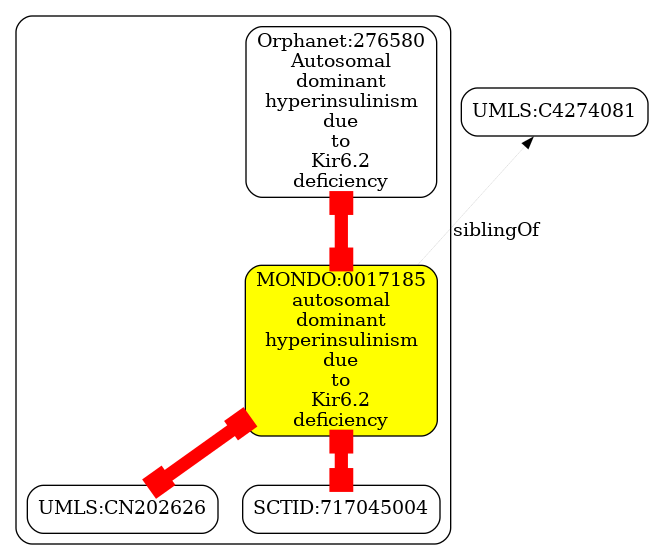 Orphanet:276580
Autosomal
dominant
hyperinsulinism
due
to
Kir6.2
deficiency
UMLS:C4274081
siblingOf
MONDO:0017185
autosomal
dominant
hyperinsulinism
due
to
Kir6.2
deficiency
UMLS:CN202626
SCTID:717045004